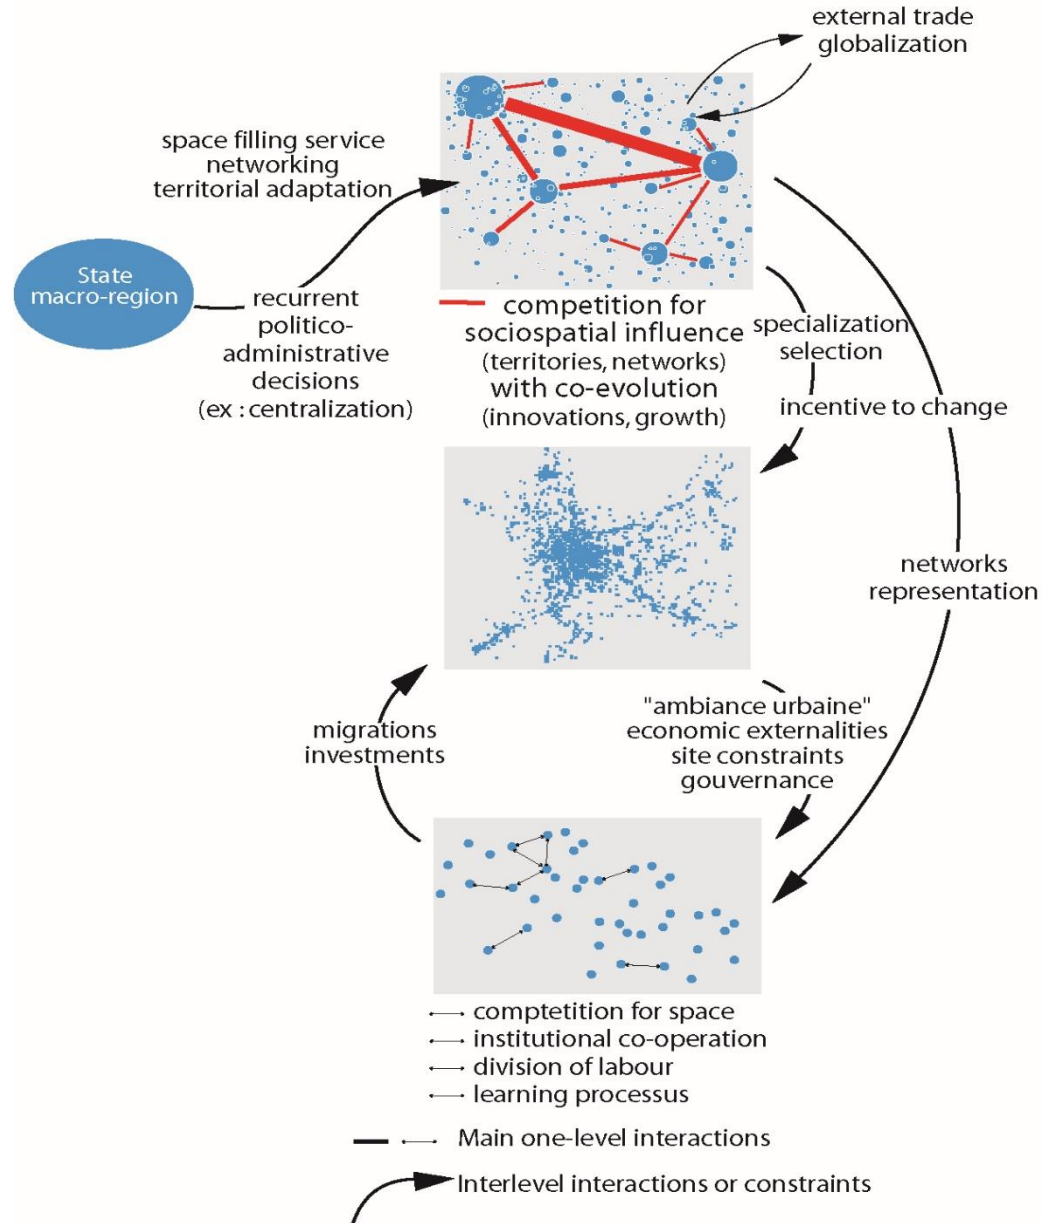 external trade
globalization
space filling service
networking
territorial adaptation
State
macro-region
recurrent
politico-
administrative
decisions
(ex : centralization)
competition for
sociospatial influence
(territories, networks)
with co-evolution
(innovations, growth)
specialization
selection
incentive to change
networks
representation
migrations
investments
"ambiance urbaine"
economic externalities
site constraints
gouvernance
comptetition for space
institutional co-operation
division of labour
learning processus
Main one-level interactions
Interlevel interactions or constraints